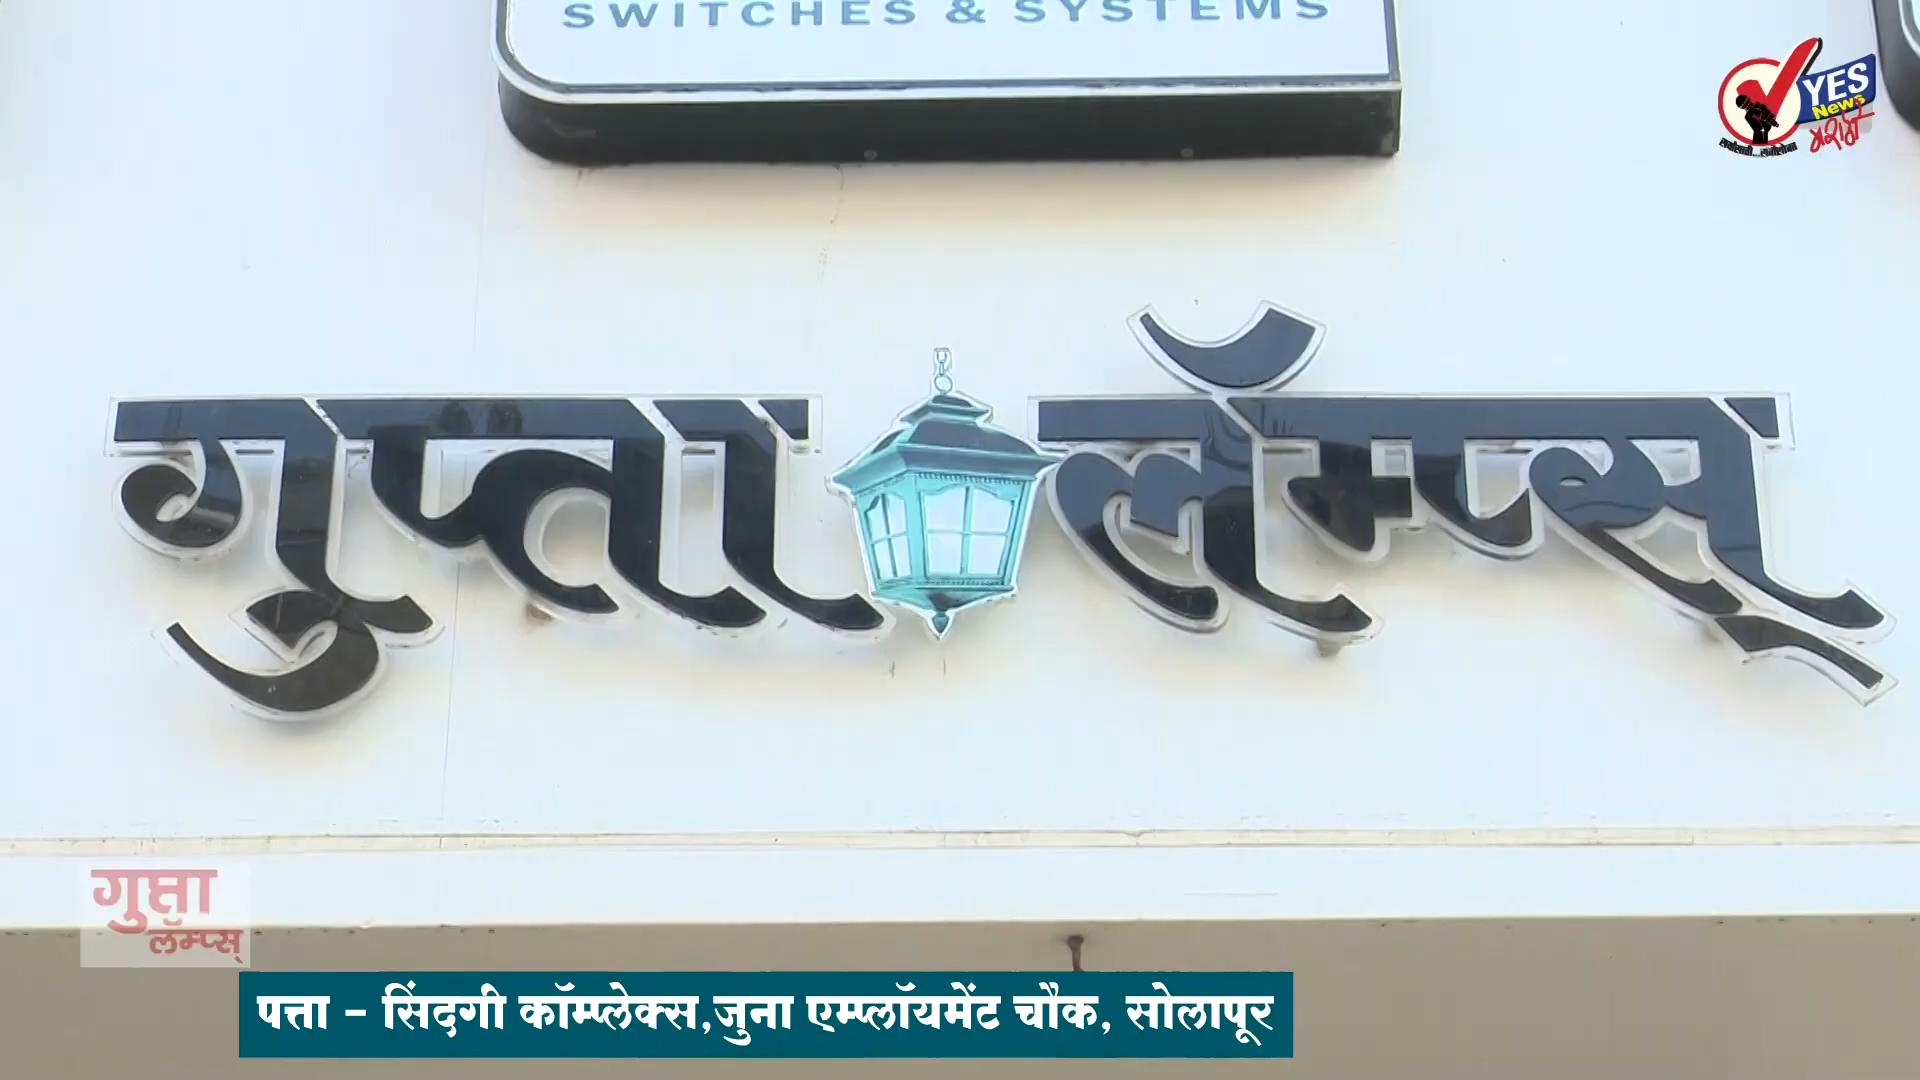 SWITCHES & SYSTEMS
YES
News
मराठी
गुप्ता लॅम्प्स्
गुप्ता
लॅम्प्स्
पत्ता - सिंदगी कॉम्प्लेक्स,जुना एम्प्लॉयमेंट चौक, सोलापूर